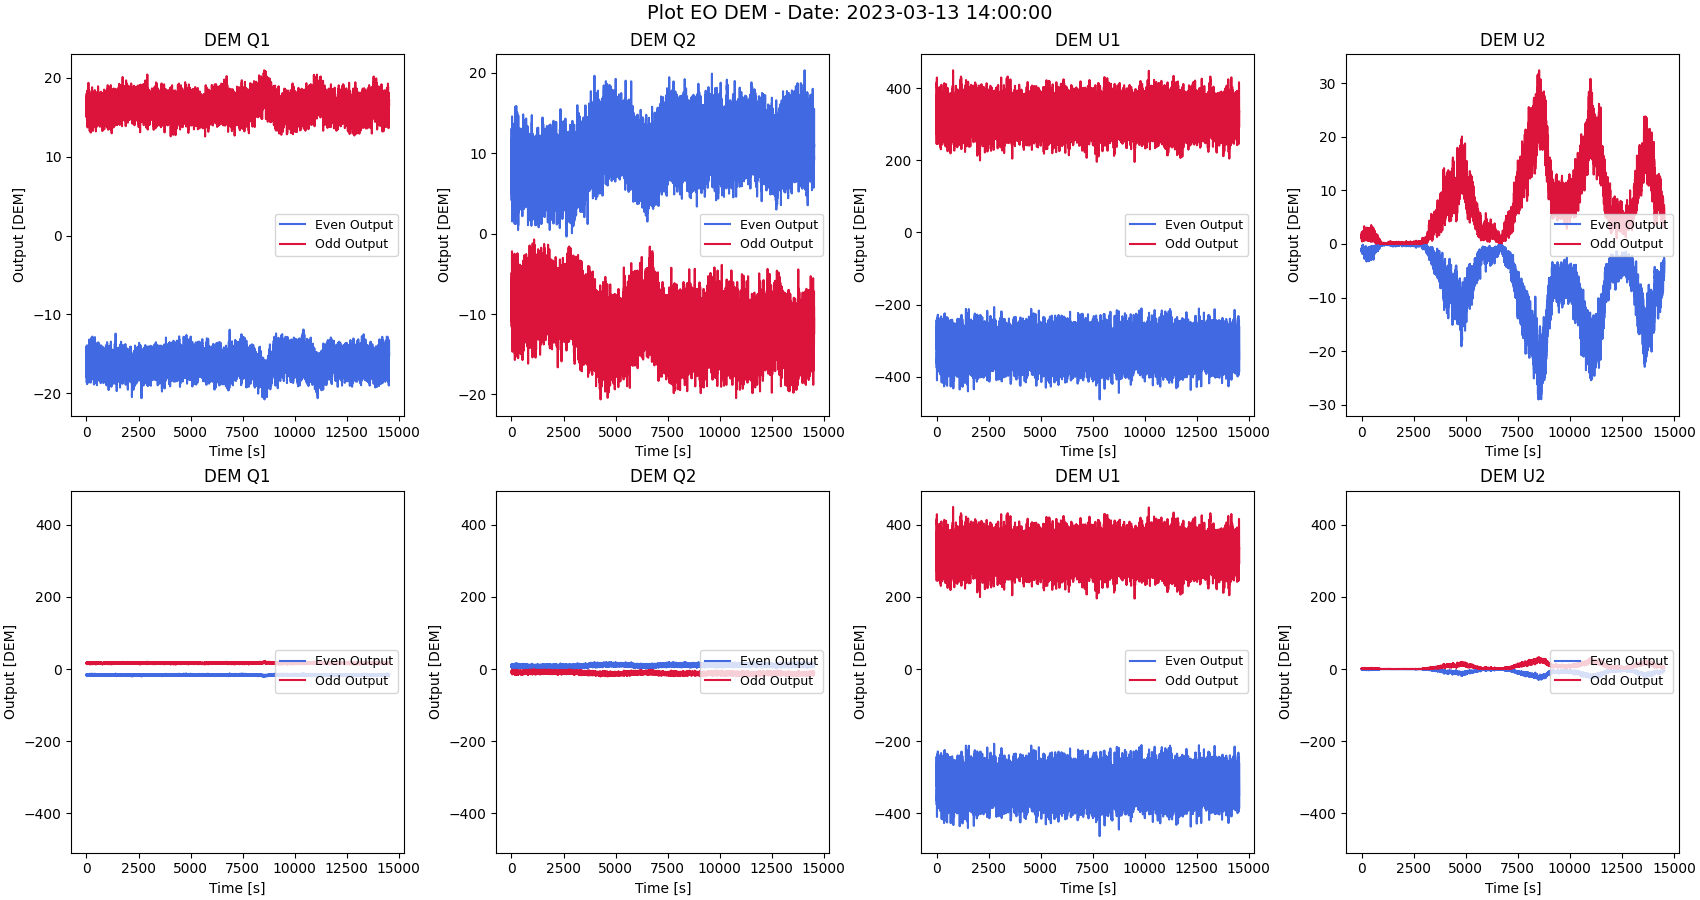 Plot EO DEM - Date: 2023-03-13 14:00:00
DEM Q1
Output [DEM]
20
10
0
−10
−20
Even Output
Odd Output
0 2500 5000 7500 10000 12500 15000
Time [s]
DEM Q2
Output [DEM]
20
10
0
−10
−20
Even Output
Odd Output
0 2500 5000 7500 10000 12500 15000
Time [s]
DEM U1
Output [DEM]
400
200
0
−200
−400
Even Output
Odd Output
0 2500 5000 7500 10000 12500 15000
Time [s]
DEM U2
Output [DEM]
30
20
10
0
−10
−20
−30
Even Output
Odd Output
0 2500 5000 7500 10000 12500 15000
Time [s]
DEM Q1
Output [DEM]
400
200
0
−200
−400
Even Output
Odd Output
0 2500 5000 7500 10000 12500 15000
Time [s]
DEM Q2
Output [DEM]
400
200
0
−200
−400
Even Output
Odd Output
0 2500 5000 7500 10000 12500 15000
Time [s]
DEM U1
Output [DEM]
400
200
0
−200
−400
Even Output
Odd Output
0 2500 5000 7500 10000 12500 15000
Time [s]
DEM U2
Output [DEM]
400
200
0
−200
−400
Even Output
Odd Output
0 2500 5000 7500 10000 12500 15000
Time [s]